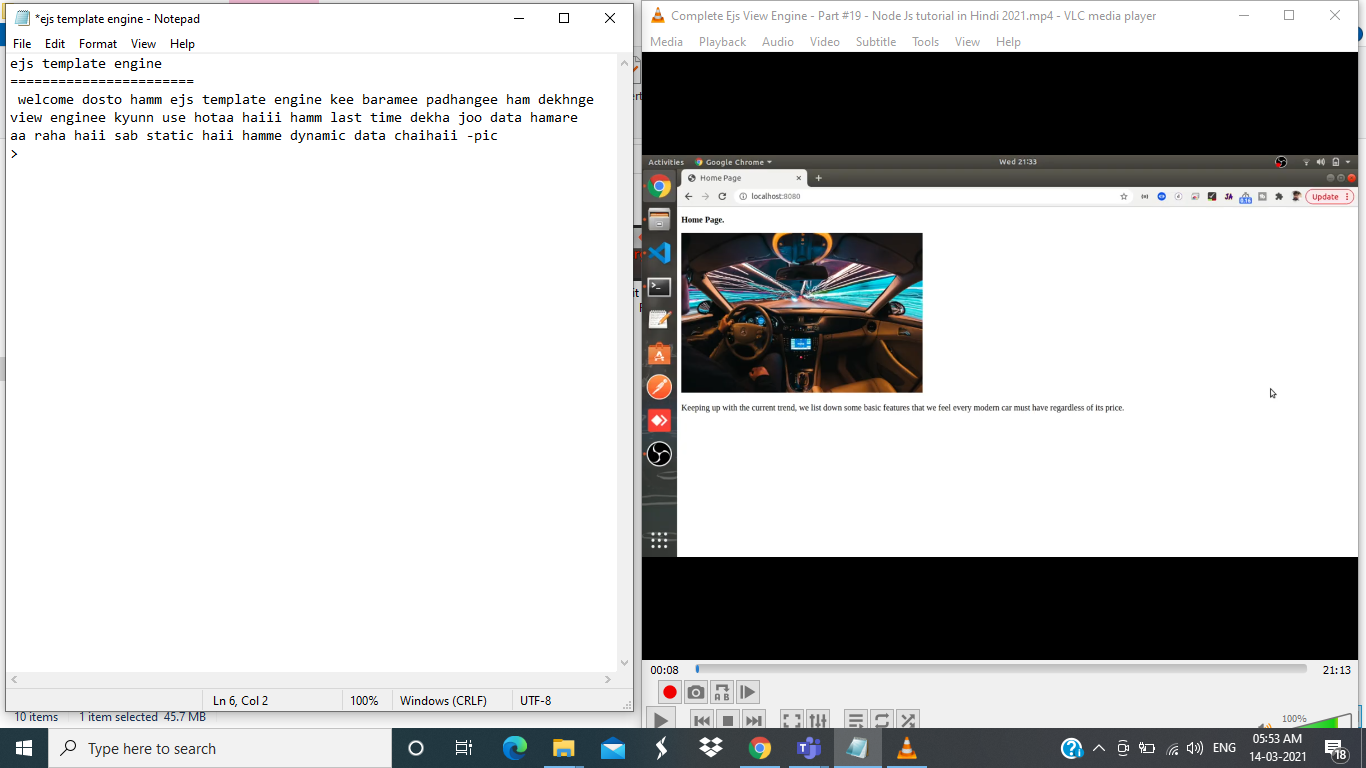 *ejs template engine - Notepad
File Edit Format View Help
ejs template engine
=======================
welcome dosto hamm ejs template engine kee baramee padhangee ham dekhnge
view enginee kyunn use hotaa haiii hamm last time dekha joo data hamare
aa raha haii sab static haii hamme dynamic data chaihaii -pic
>
Ln 6, Col 2 100% Windows (CRLF) UTF-8
10 items 1 item selected 45.7 MB
Complete Ejs View Engine - Part #19 - Node Js tutorial in Hindi 2021.mp4 - VLC media player
Media Playback Audio Video Subtitle Tools View Help
Activities Google Chrome Wed 21:33
Home Page
localhost:8080 Update
Home Page.
Keeping up with the current trend, we list down some basic features that we feel every modern car must have regardless of its price.
00:08 21:13
A B
100%
Type here to search
ENG
05:53 AM
14-03-2021
18